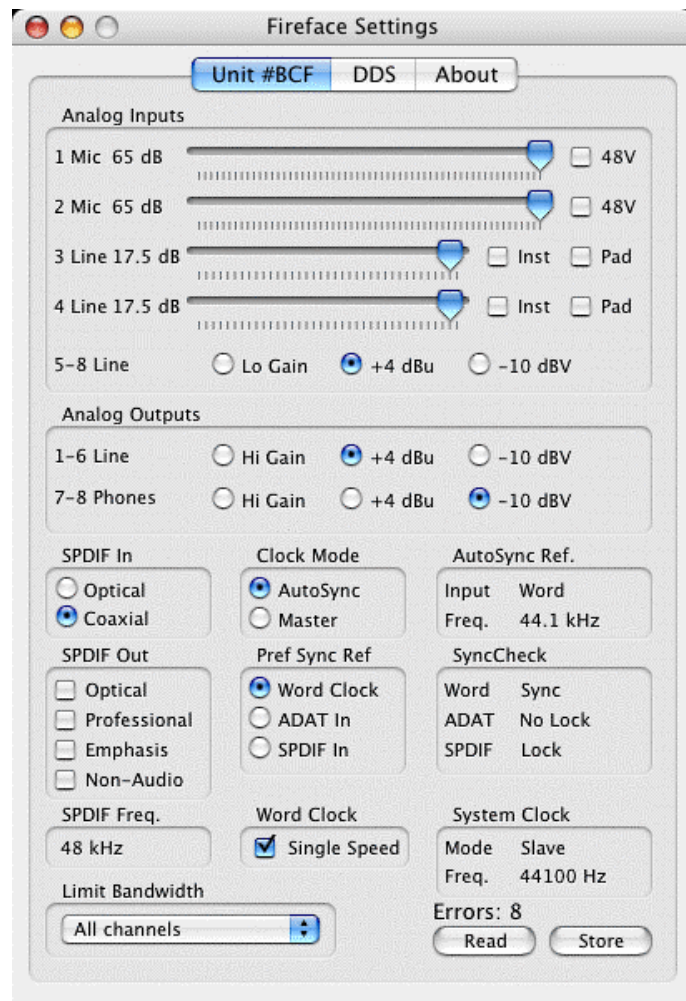 Fireface Settings
Unit #BCF DDS About
Analog Inputs
1 Mic 65 dB 48V
2 Mic 65 dB 48V
3 Line 17.5 dB Inst Pad
4 Line 17.5 dB Inst Pad
5-8 Line Lo Gain +4 dBu -10 dBV
Analog Outputs
1-6 Line Hi Gain +4 dBu -10 dBV
7-8 Phones Hi Gain +4 dBu -10 dBV
SPDIF In
Optical
Coaxial
Clock Mode
AutoSync
Master
AutoSync Ref.
Input Word
Freq. 44.1 kHz
SPDIF Out
Optical
Professional
Emphasis
Non-Audio
Pref Sync Ref
Word Clock
ADAT In
SPDIF In
SyncCheck
Word Sync
ADAT No Lock
SPDIF Lock
SPDIF Freq.
48 kHz
Word Clock
Single Speed
System Clock
Mode Slave
Freq. 44100 Hz
Limit Bandwidth
All channels
Errors: 8
Read Store